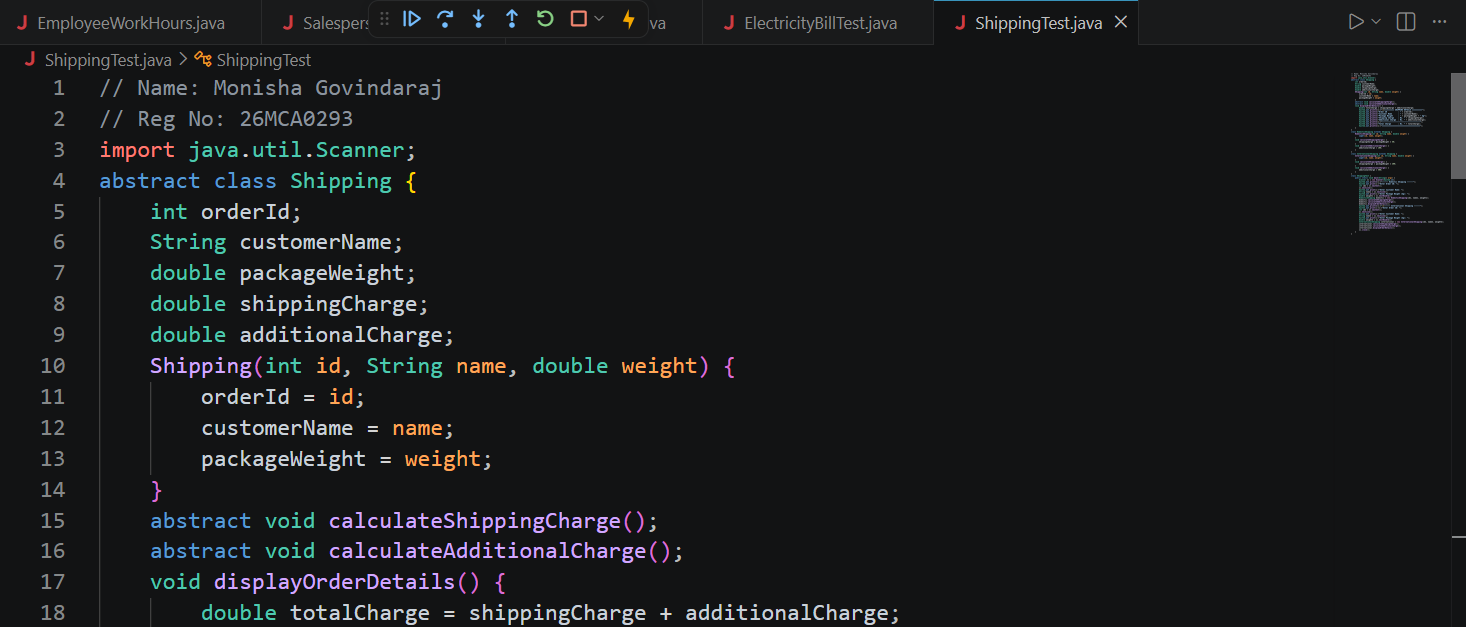 EmployeeWorkHours.java
Salespers
va
ElectricityBillTest.java
ShippingTest.java
ShippingTest.java > ShippingTest
1 // Name: Monisha Govindaraj
2 // Reg No: 26MCA0293
3 import java.util.Scanner;
4 abstract class Shipping {
5 int orderId;
6 String customerName;
7 double packageWeight;
8 double shippingCharge;
9 double additionalCharge;
10 Shipping(int id, String name, double weight) {
11 orderId = id;
12 customerName = name;
13 packageWeight = weight;
14 }
15 abstract void calculateShippingCharge();
16 abstract void calculateAdditionalCharge();
17 void displayOrderDetails() {
18 double totalCharge = shippingCharge + additionalCharge;